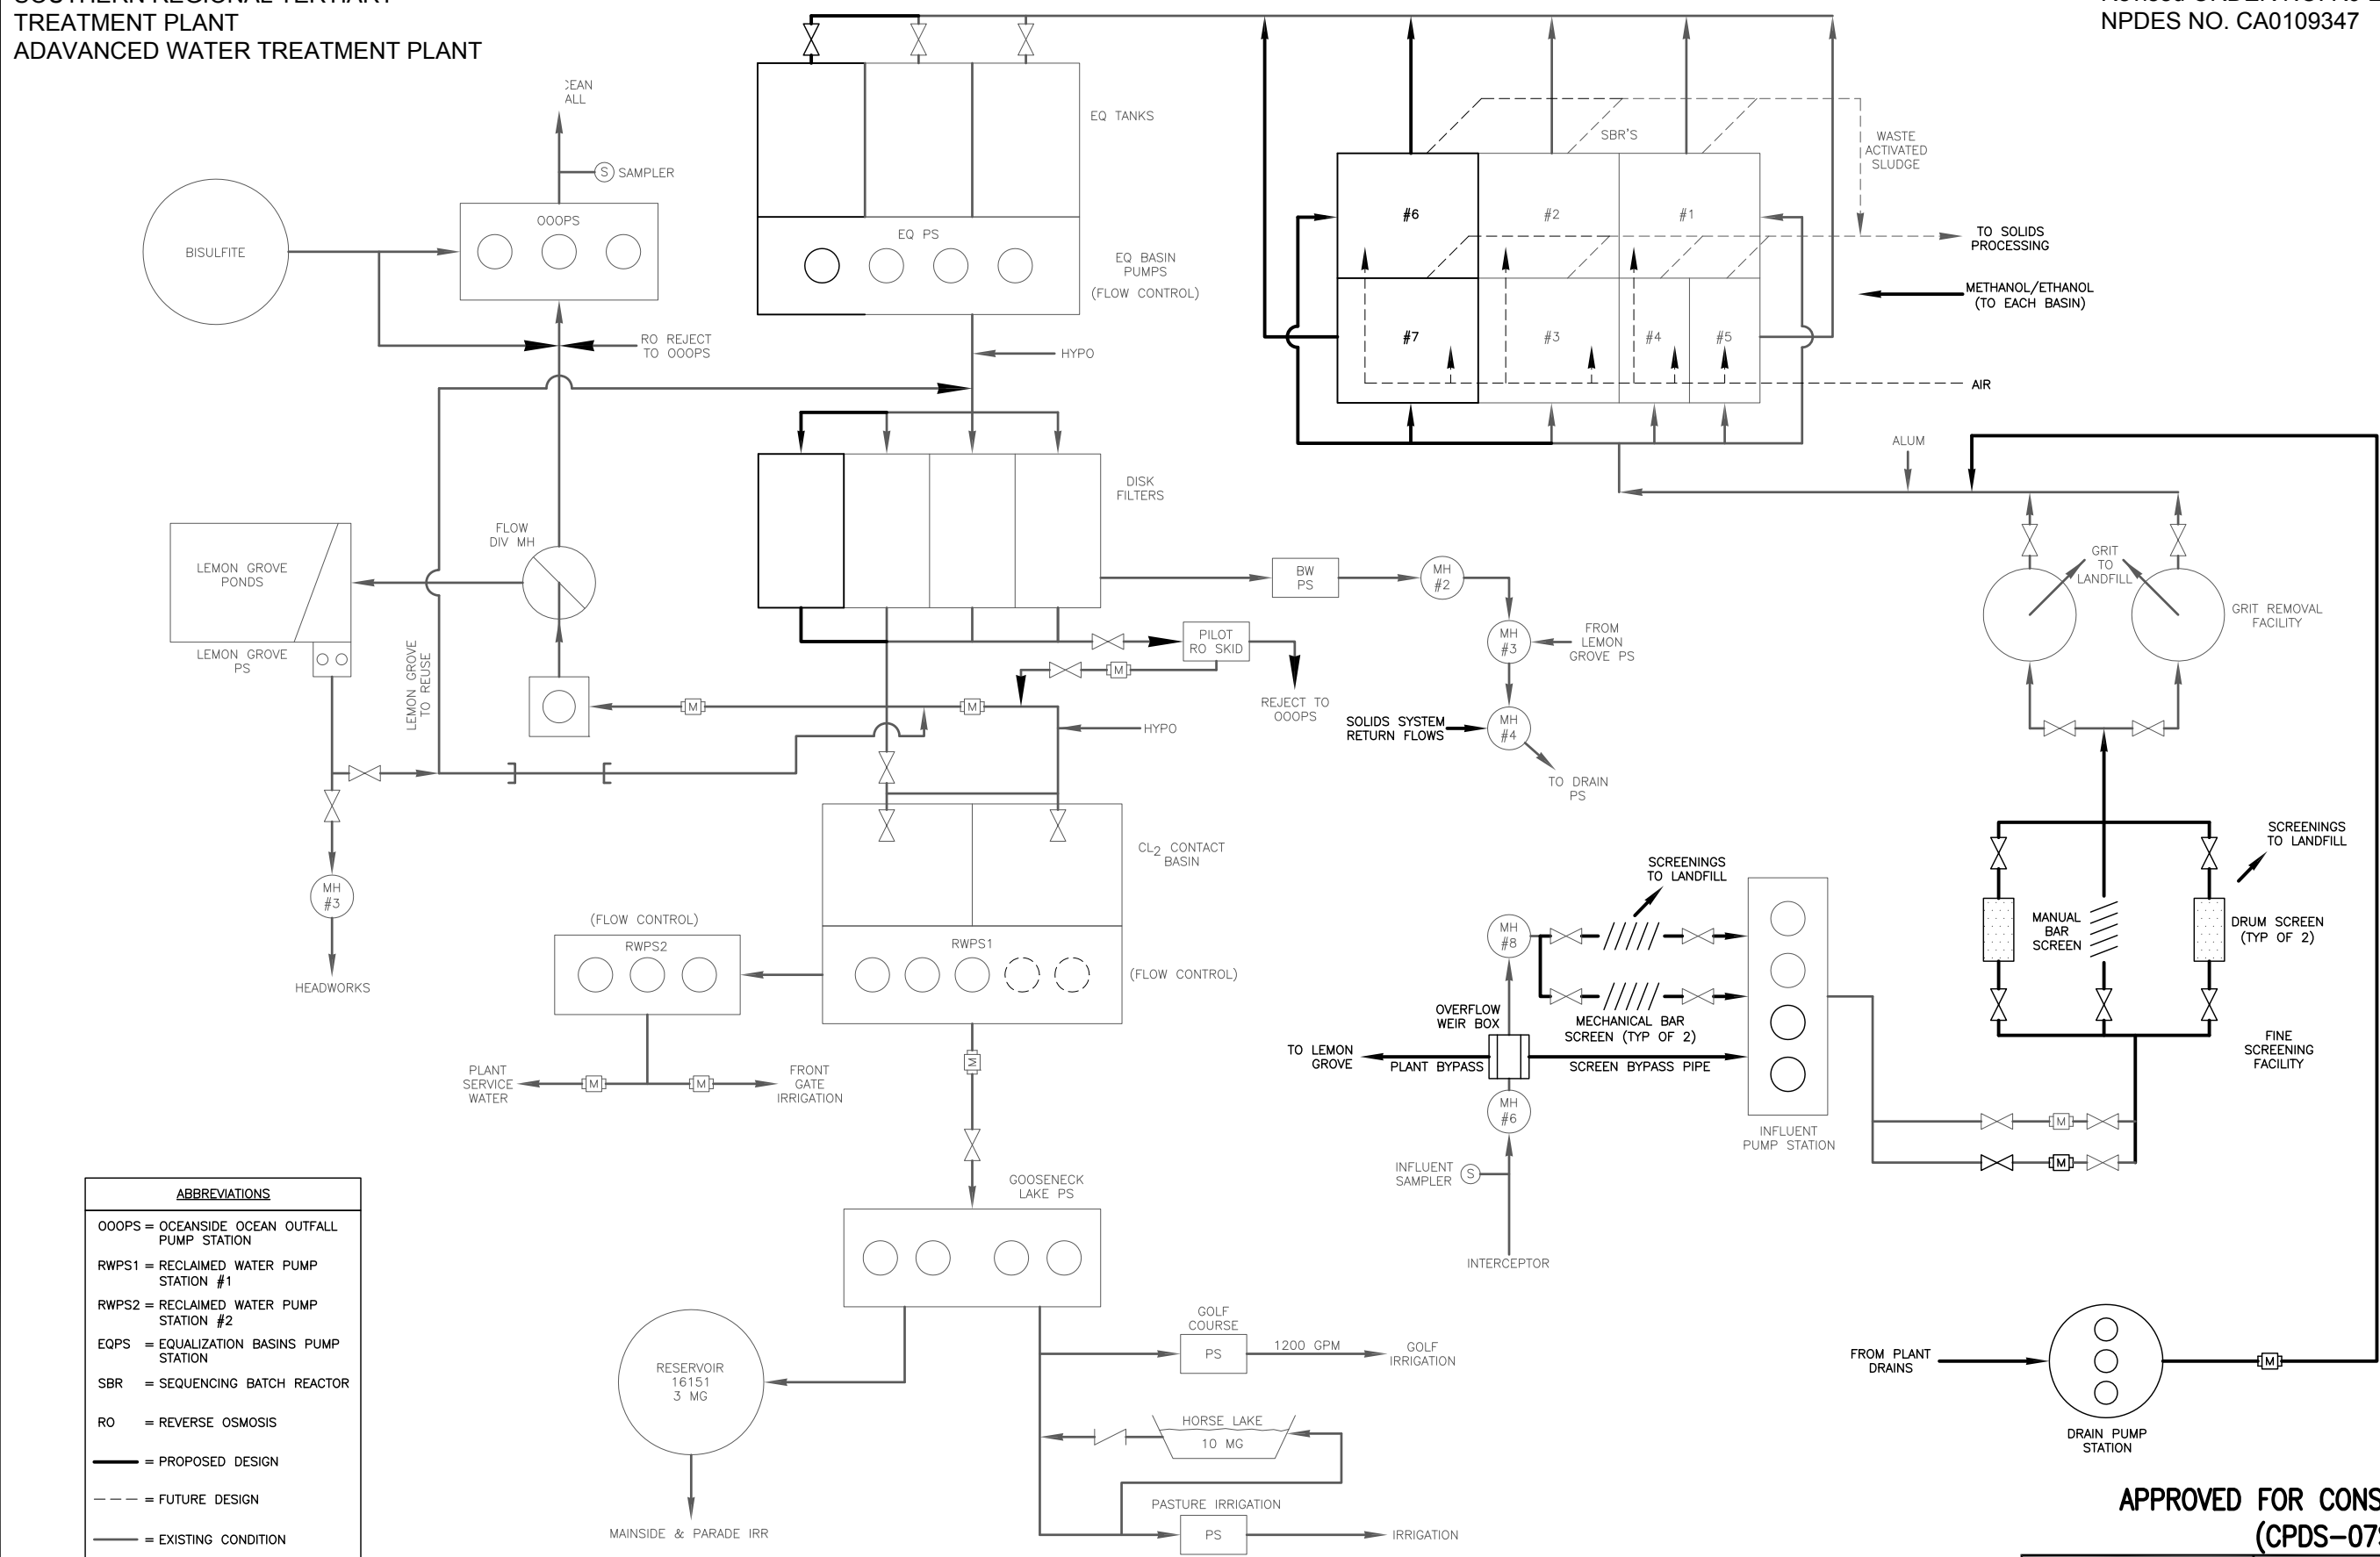 TREATMENT PLANT
ADAVANCED WATER TREATMENT PLANT
NPDES NO. CA0109347
SAMPLER
OOOPS
BISULFITE
RO REJECT
TO OOOPS
EQ TANKS
EQ PS
EQ BASIN
PUMPS
(FLOW CONTROL)
HYPO
SBR'S
WASTE
ACTIVATED
SLUDGE
#6
#2
#1
#7
#3
#4
#5
TO SOLIDS
PROCESSING
METHANOL/ETHANOL
(TO EACH BASIN)
AIR
ALUM
DISK
FILTERS
FLOW
DIV MH
LEMON GROVE
PONDS
LEMON GROVE
PS
LEMON GROVE
TO REUSE
BW
PS
MH
#2
MH
#3
FROM
LEMON
GROVE PS
PILOT
RO SKID
M
REJECT TO
OOOPS
SOLIDS SYSTEM
RETURN FLOWS
MH
#4
TO DRAIN
PS
M
M
HYPO
GRIT
TO
LANDFILL
GRIT REMOVAL
FACILITY
MH
#3
HEADWORKS
CL2 CONTACT
BASIN
RWPS1
(FLOW CONTROL)
(FLOW CONTROL)
RWPS2
M
M
PLANT
SERVICE
WATER
FRONT
GATE
IRRIGATION
M
SCREENINGS
TO LANDFILL
MH
#8
OVERFLOW
WEIR BOX
MECHANICAL BAR
SCREEN (TYP OF 2)
TO LEMON
GROVE
PLANT BYPASS
SCREEN BYPASS PIPE
MH
#6
INFLUENT
SAMPLER
S
INTERCEPTOR
INFLUENT
PUMP STATION
SCREENINGS
TO LANDFILL
MANUAL
BAR
SCREEN
DRUM SCREEN
(TYP OF 2)
FINE
SCREENING
FACILITY
M
M
GOOSENECK
LAKE PS
RESERVOIR
16151
3 MG
MAINSIDE & PARADE IRR
GOLF
COURSE
PS
1200 GPM
GOLF
IRRIGATION
HORSE LAKE
10 MG
PASTURE IRRIGATION
PS
IRRIGATION
FROM PLANT
DRAINS
M
DRAIN PUMP
STATION
ABBREVIATIONS
OOOPS = OCEANSIDE OCEAN OUTFALL
PUMP STATION
RWPS1 = RECLAIMED WATER PUMP
STATION #1
RWPS2 = RECLAIMED WATER PUMP
STATION #2
EQPS = EQUALIZATION BASINS PUMP
STATION
SBR = SEQUENCING BATCH REACTOR
RO = REVERSE OSMOSIS
= PROPOSED DESIGN
= FUTURE DESIGN
= EXISTING CONDITION
APPROVED FOR CONS
(CPDS-079